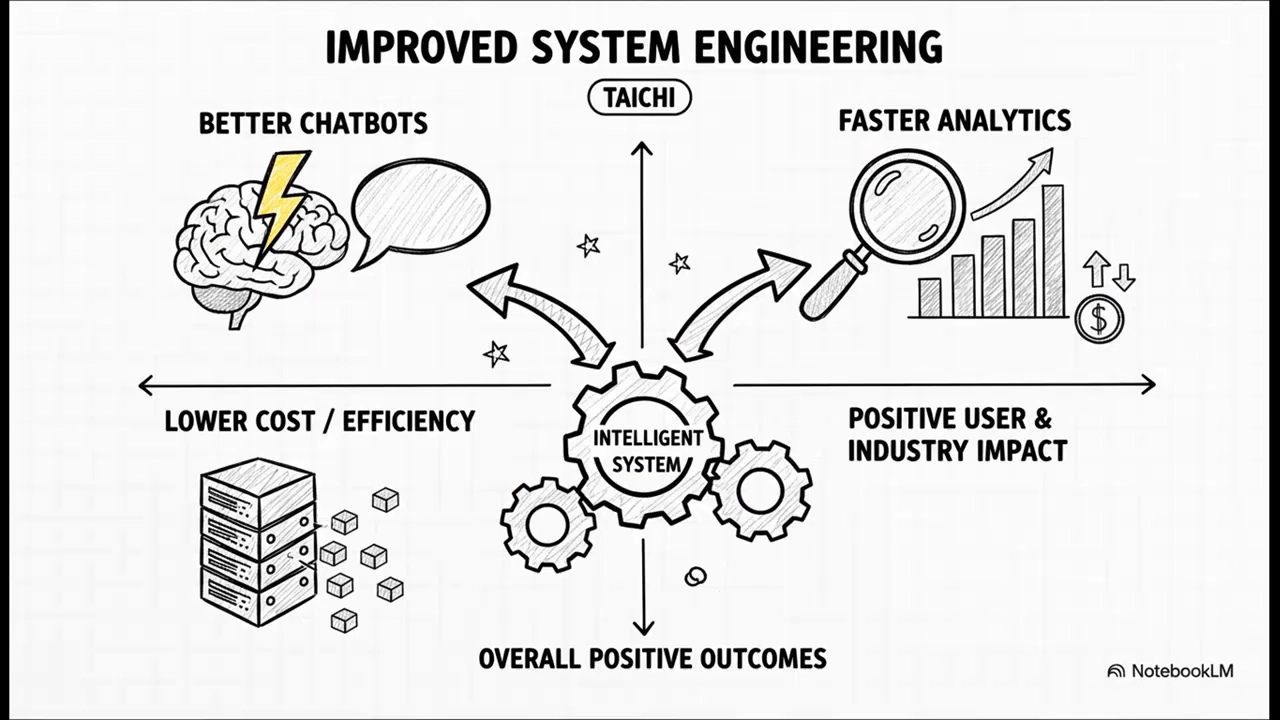 IMPROVED SYSTEM ENGINEERING
TAICHI
BETTER CHATBOTS
FASTER ANALYTICS
$
LOWER COST / EFFICIENCY
POSITIVE USER &
INDUSTRY IMPACT
INTELLIGENT
SYSTEM
OVERALL POSITIVE OUTCOMES
NotebookLM